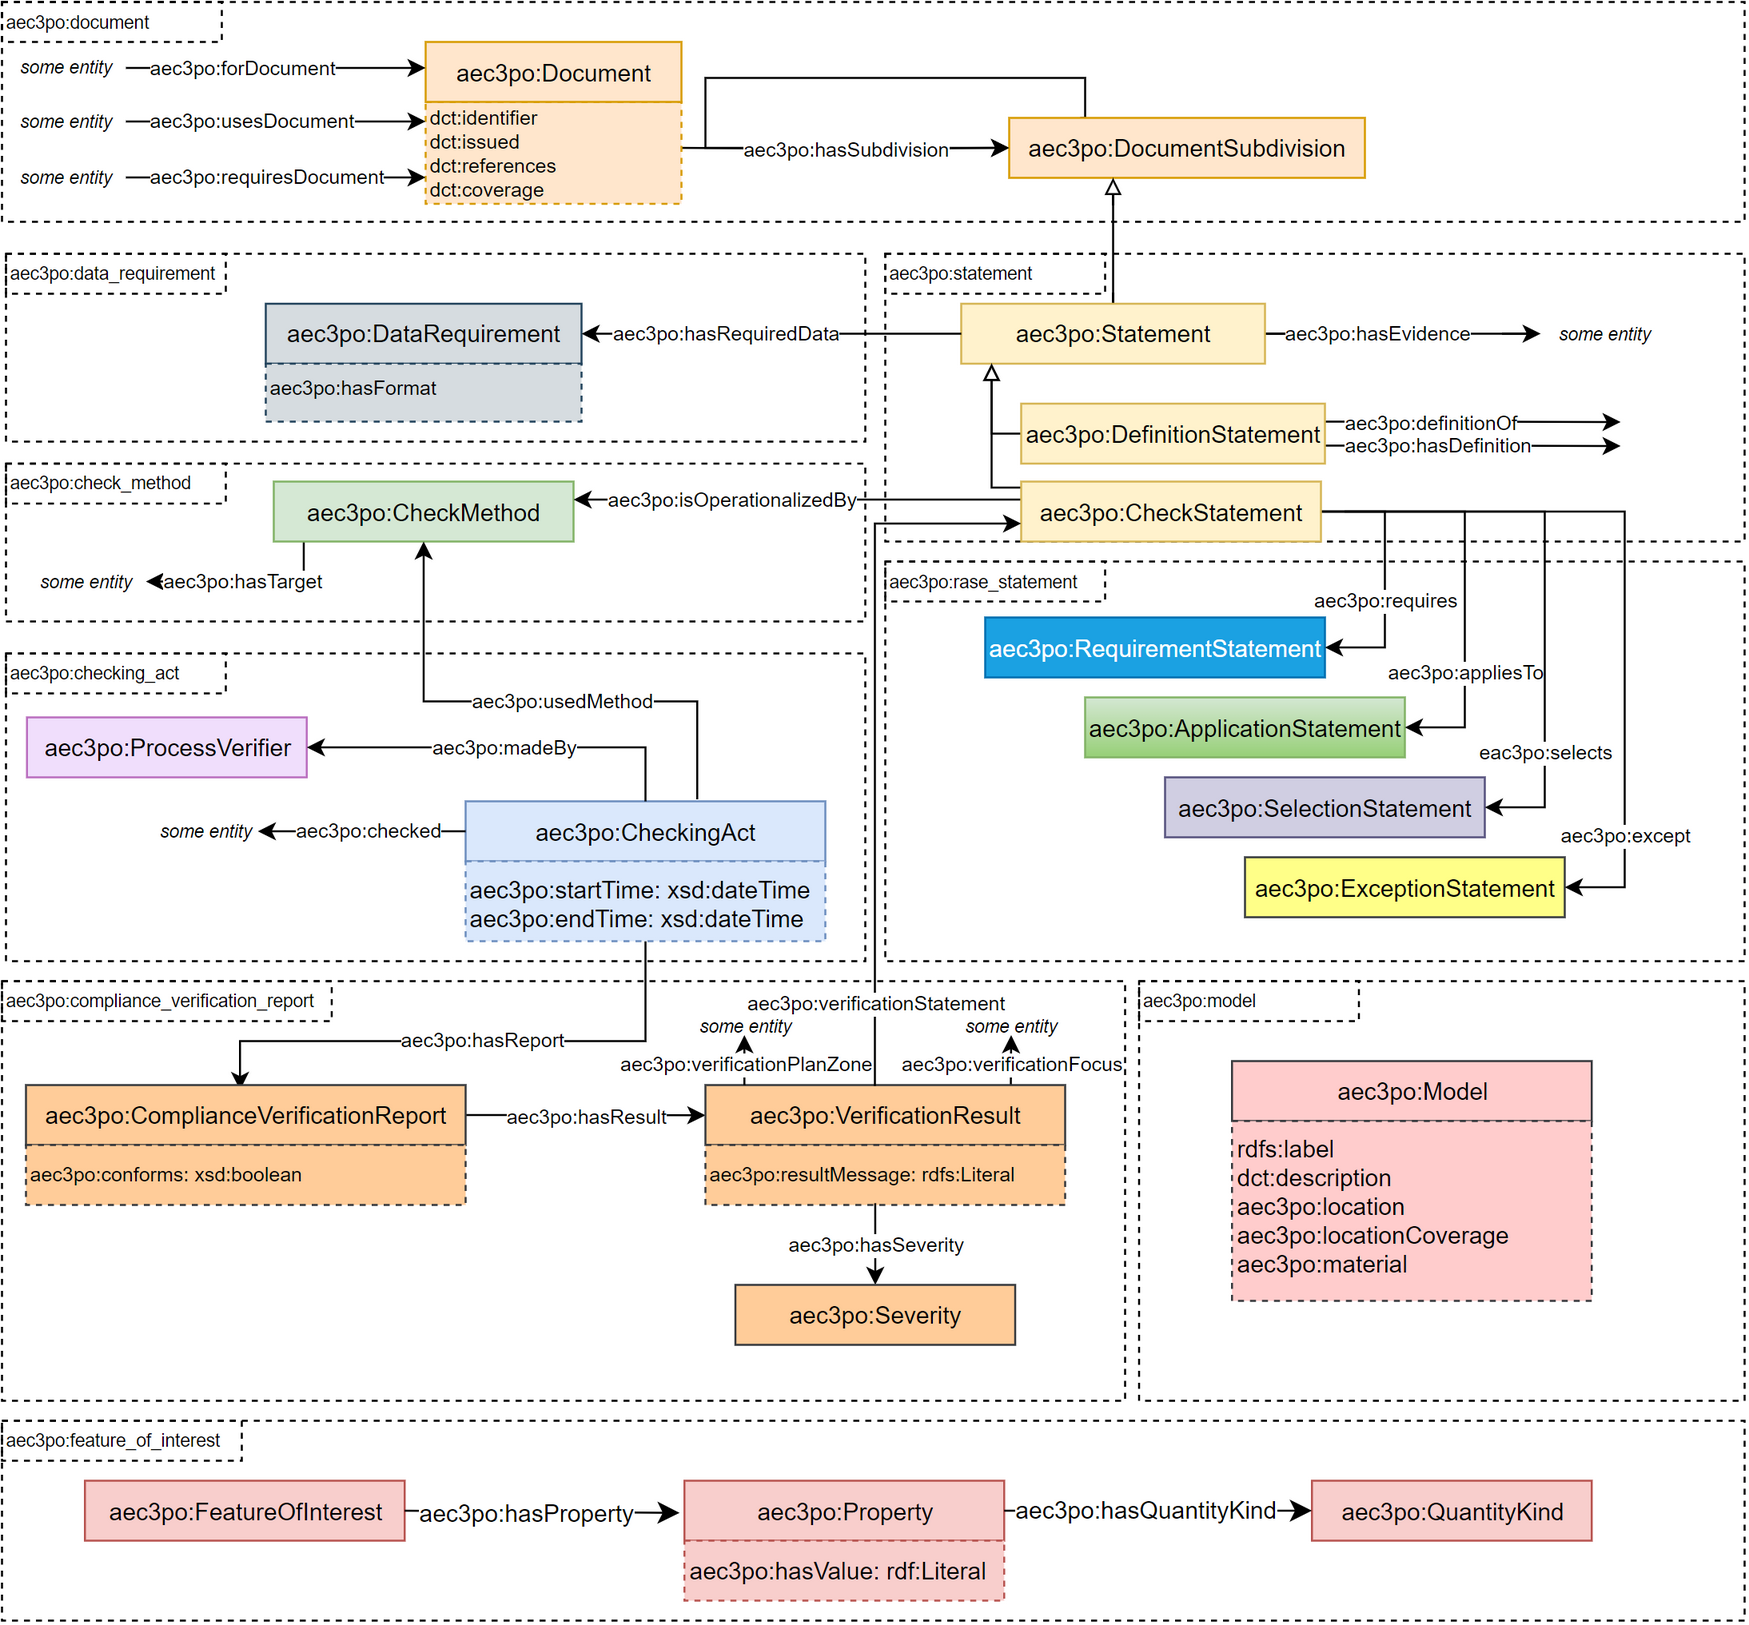 aec3po:document
some entity
aec3po:forDocument
aec3po:Document
some entity
aec3po:usesDocument
dct:identifier
dct:issued
dct:references
dct:coverage
some entity
aec3po:requiresDocument
aec3po:hasSubdivision
aec3po:DocumentSubdivision
aec3po:data_requirement
aec3po:DataRequirement
aec3po:hasFormat
aec3po:hasRequiredData
aec3po:statement
aec3po:Statement
aec3po:hasEvidence
some entity
aec3po:DefinitionStatement
aec3po:definitionOf
aec3po:hasDefinition
aec3po:check_method
aec3po:CheckMethod
aec3po:isOperationalizedBy
aec3po:CheckStatement
some entity
aec3po:hasTarget
aec3po:rase_statement
aec3po:requires
aec3po:RequirementStatement
aec3po:appliesTo
aec3po:ApplicationStatement
eac3po:selects
aec3po:SelectionStatement
aec3po:except
aec3po:ExceptionStatement
aec3po:checking_act
aec3po:usedMethod
aec3po:ProcessVerifier
aec3po:madeBy
some entity
aec3po:checked
aec3po:CheckingAct
aec3po:startTime: xsd:dateTime
aec3po:endTime: xsd:dateTime
aec3po:compliance_verification_report
aec3po:verificationStatement
some entity
some entity
aec3po:hasReport
aec3po:verificationPlanZone
aec3po:verificationFocus
aec3po:ComplianceVerificationReport
aec3po:hasResult
aec3po:VerificationResult
aec3po:conforms: xsd:boolean
aec3po:resultMessage: rdfs:Literal
aec3po:hasSeverity
aec3po:Severity
aec3po:model
aec3po:Model
rdfs:label
dct:description
aec3po:location
aec3po:locationCoverage
aec3po:material
aec3po:feature_of_interest
aec3po:FeatureOfInterest
aec3po:hasProperty
aec3po:Property
aec3po:hasQuantityKind
aec3po:QuantityKind
aec3po:hasValue: rdf:Literal